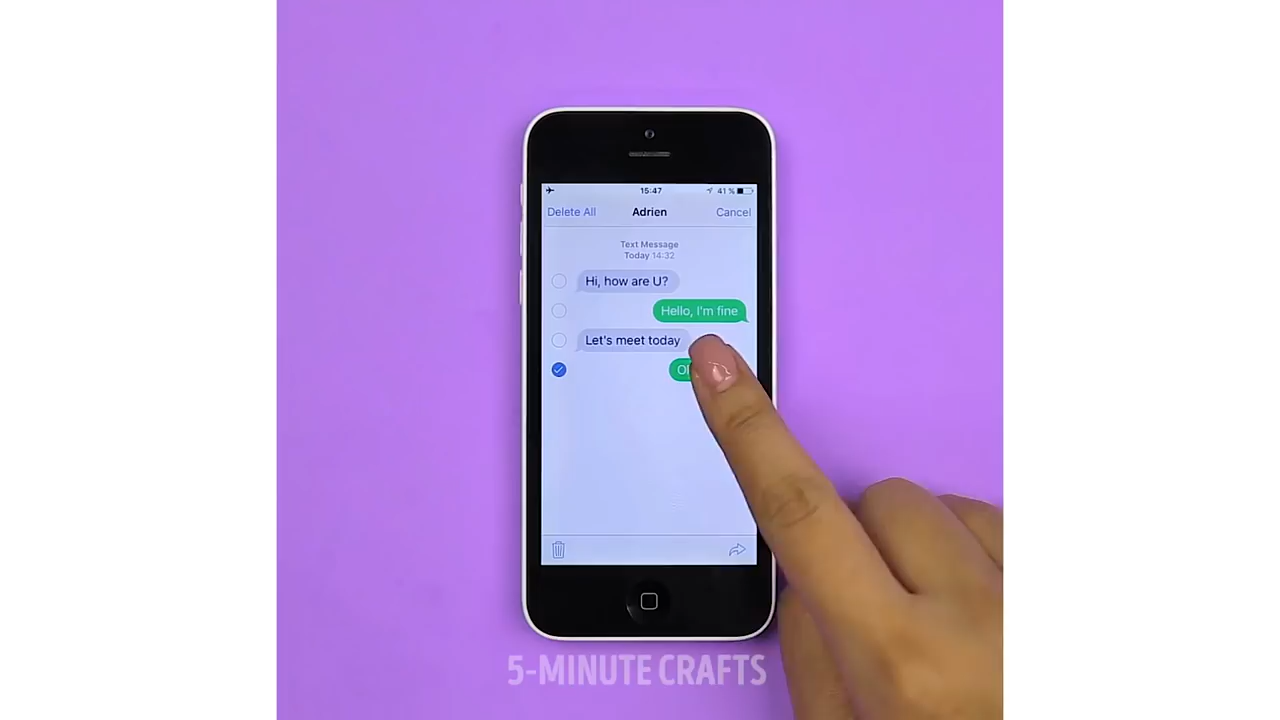 15:47
41 %
Delete All
Adrien
Cancel
Text Message
Today 14:32
Hi, how are U?
Hello, I'm fine
Let's meet today
5-MINUTE CRAFTS